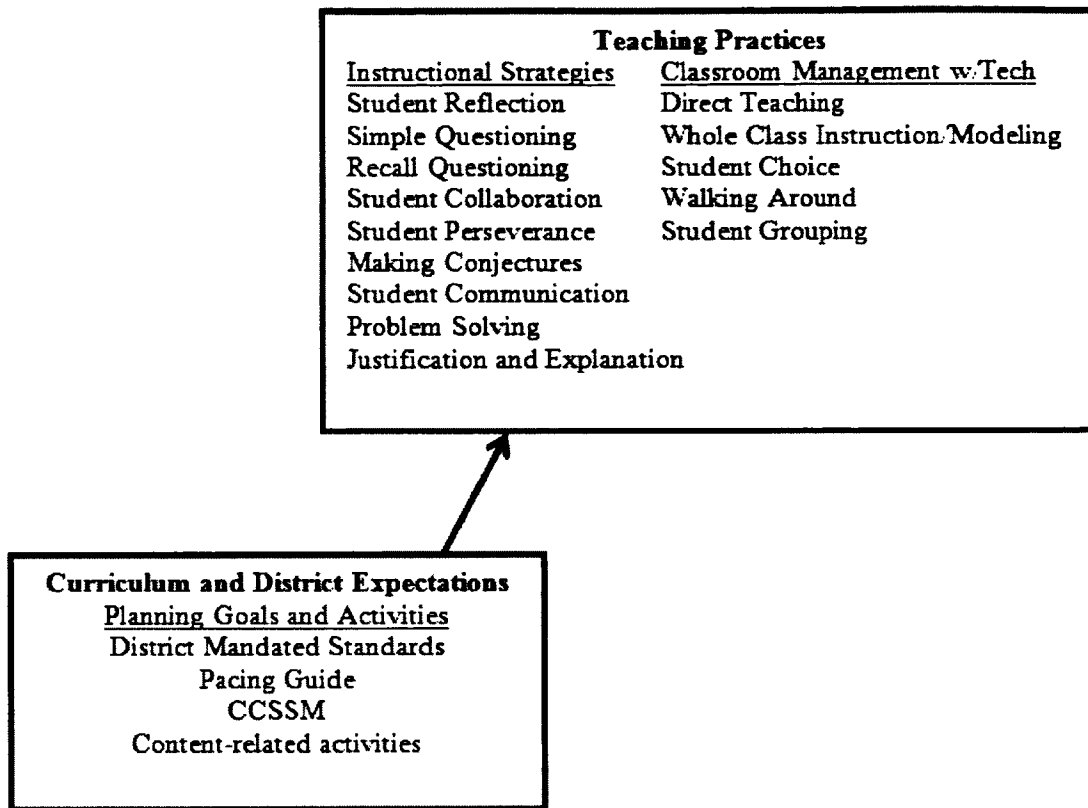 Teaching Practices
Instructional Strategies Classroom Management w/Tech
Student Reflection Direct Teaching
Simple Questioning Whole Class Instruction/Modeling
Recall Questioning Student Choice
Student Collaboration Walking Around
Student Perseverance Student Grouping
Making Conjectures
Student Communication
Problem Solving
Justification and Explanation
Curriculum and District Expectations
Planning Goals and Activities
District Mandated Standards
Pacing Guide
CCSSM
Content-related activities